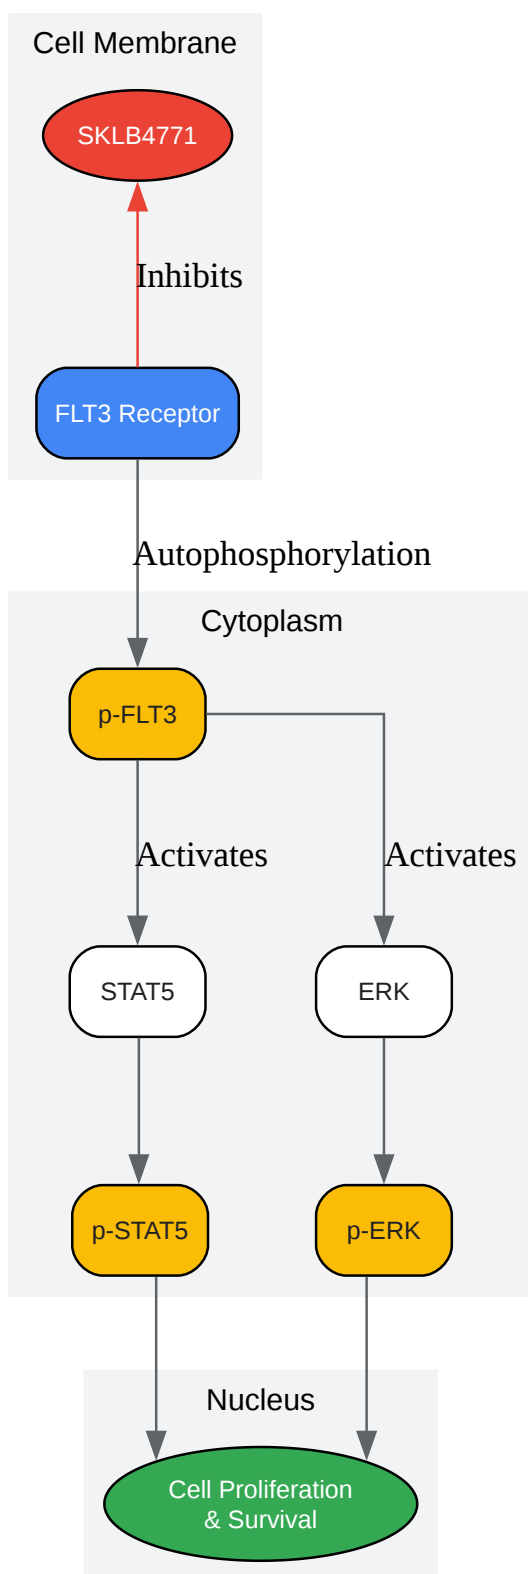 Cell Membrane
SKLB4771
Inhibits
FLT3 Receptor
Autophosphorylation
Cytoplasm
p-FLT3
Activates
Activates
STAT5
ERK
p-STAT5
p-ERK
Nucleus
Cell Proliferation
& Survival